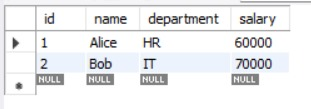 id name department salary
1 Alice HR 60000
2 Bob IT 70000
NULL NULL NULL NULL